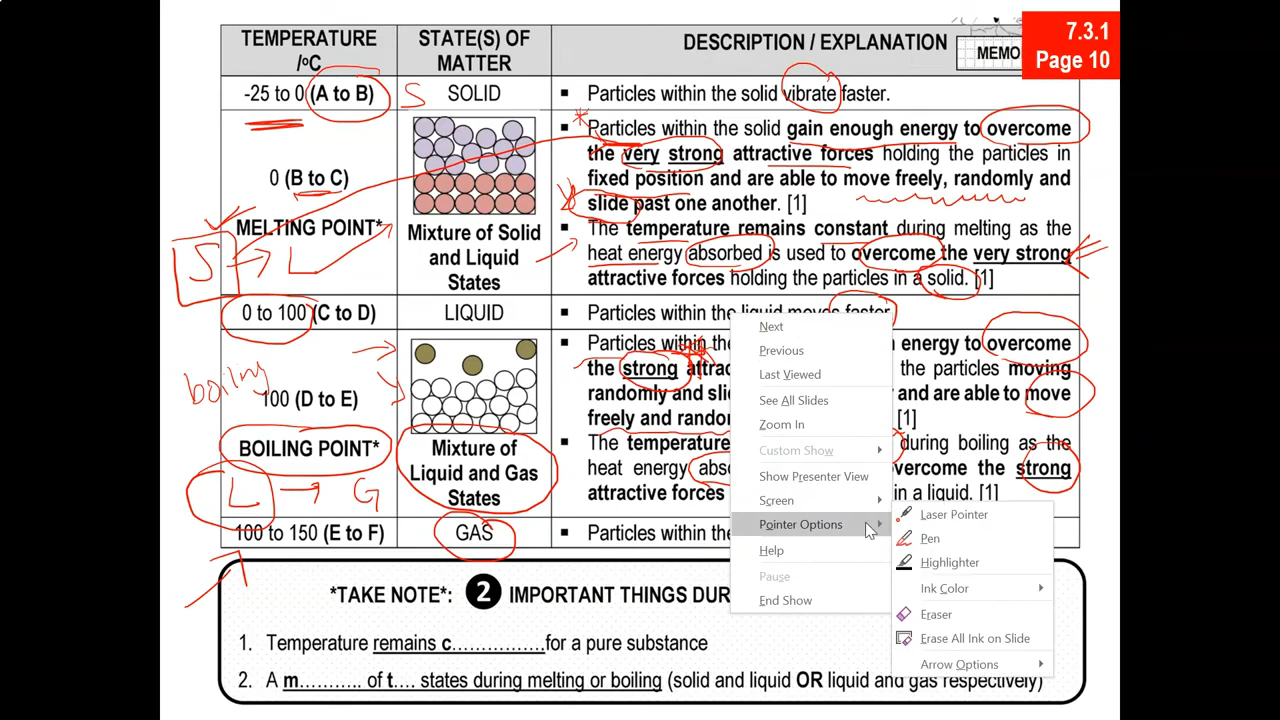 7.3.1
Page 10
TEMPERATURE
/°C
STATE(S) OF
MATTER
DESCRIPTION / EXPLANATION
MEMO
-25 to 0 (A to B)
S
SOLID
▪ Particles within the solid vibrate faster.
0 (B to C)
MELTING POINT*
S → L
Mixture of Solid
and Liquid
States
▪ Particles within the solid gain enough energy to overcome
the very strong attractive forces holding the particles in
fixed position and are able to move freely, randomly and
slide past one another. [1]
▪ The temperature remains constant during melting as the
heat energy absorbed is used to overcome the very strong
attractive forces holding the particles in a solid. [1]
0 to 100 (C to D)
LIQUID
▪ Particles within the liquid moves faster.
boiling
100 (D to E)
BOILING POINT*
L → G
Mixture of
Liquid and Gas
States
▪ Particles within the
energy to overcome
the strong
the particles moving
randomly and
and are able to move
freely and
[1]
▪ The temperature
during boiling as the
heat energy
overcome the strong
attractive forces
in a liquid. [1]
100 to 150 (E to F)
GAS
▪ Particles within the
Next
Previous
Last Viewed
See All Slides
Zoom In
Custom Show
Show Presenter View
Screen
Pointer Options
Help
Pause
End Show
Laser Pointer
Pen
Highlighter
Ink Color
Eraser
Erase All Ink on Slide
Arrow Options
*TAKE NOTE*: 2 IMPORTANT THINGS
1. Temperature remains c……………..for a pure substance
2. A m……….. of t…. states during melting or boiling (solid and liquid OR liquid and gas respectively)